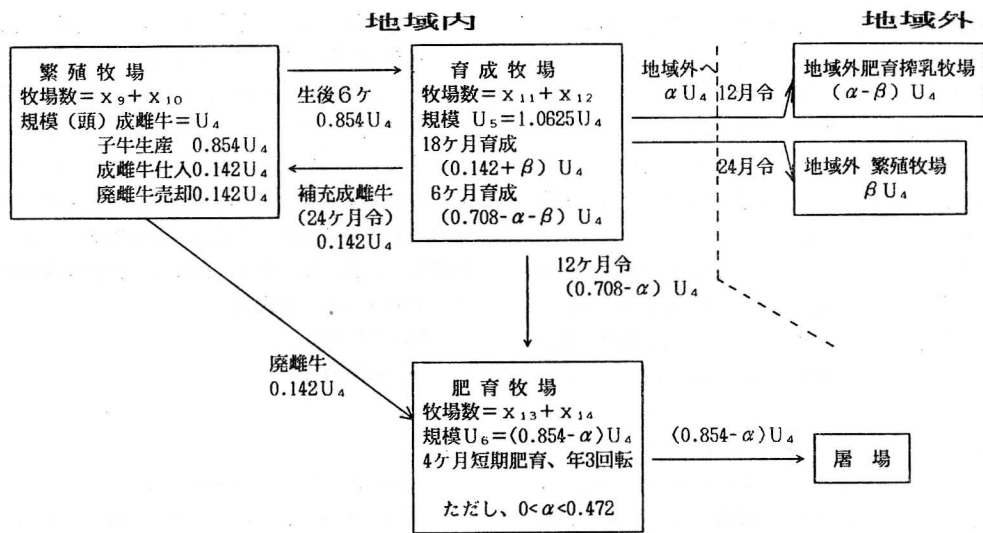 地域内
地域外
繁殖牧場
牧場数＝x₉＋x₁₀
規模（頭）成雌牛＝U₄
子牛生産 0.854U₄
成雌牛仕入0.142U₄
廃雌牛売却0.142U₄
生後6ケ
0.854U₄
補充成雌牛
(24ケ月令)
0.142U₄
育成牧場
牧場数＝x₁₁＋x₁₂
規模 U₅＝1.0625U₄
18ケ月育成
(0.142＋β) U₄
6ケ月育成
(0.708-α-β) U₄
地域外へ
αU₄
12月令
24月令
地域外肥育搾乳牧場
(α-β) U₄
地域外 繁殖牧場
βU₄
12ケ月令
(0.708-α) U₄
廃雌牛
0.142U₄
肥育牧場
牧場数＝x₁₃＋x₁₄
規模U₆＝(0.854-α)U₄
4ケ月短期肥育、年3回転
ただし、0<α<0.472
(0.854-α)U₄
屠場